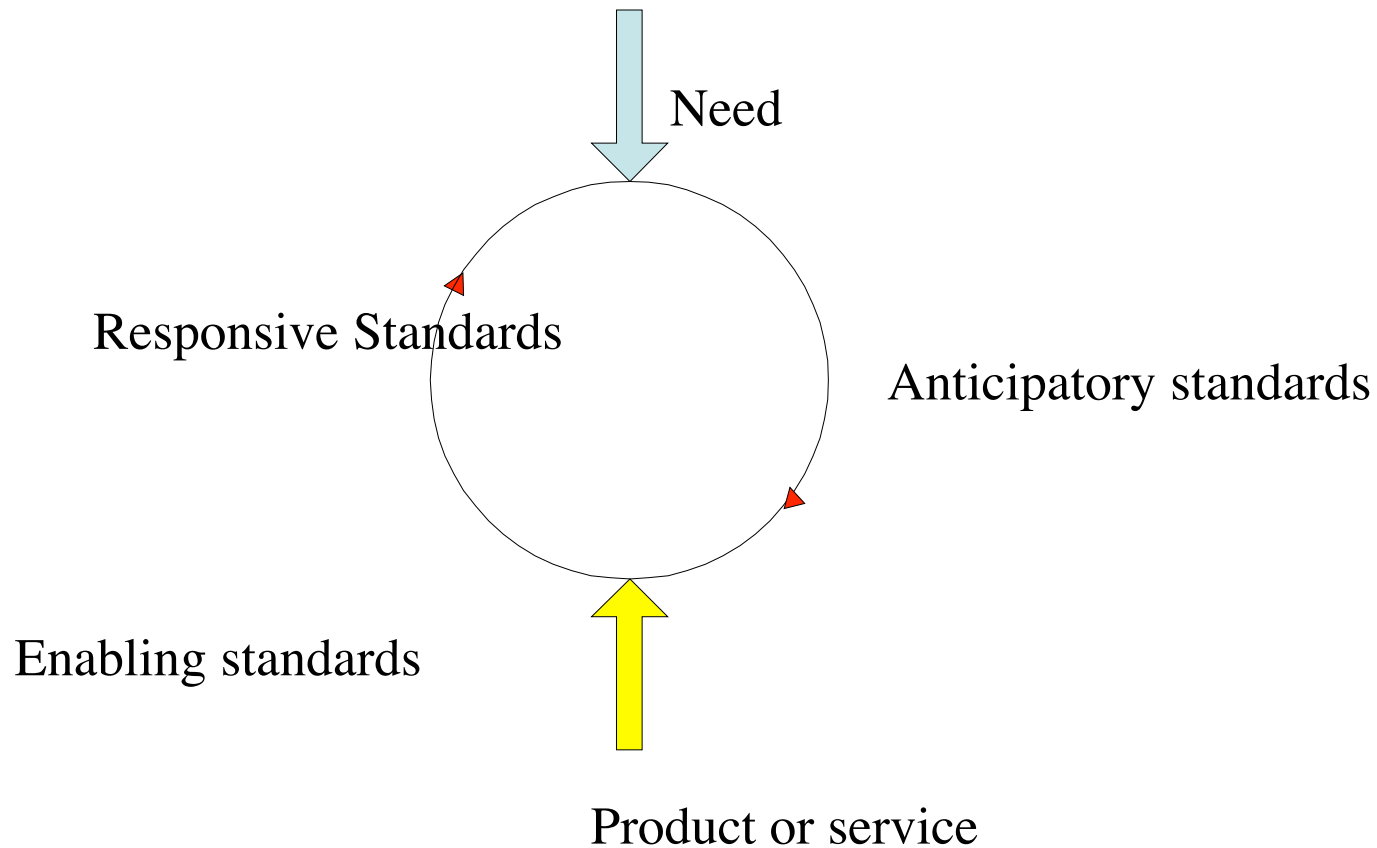 Need
Responsive Standards
Anticipatory standards
Enabling standards
Product or service